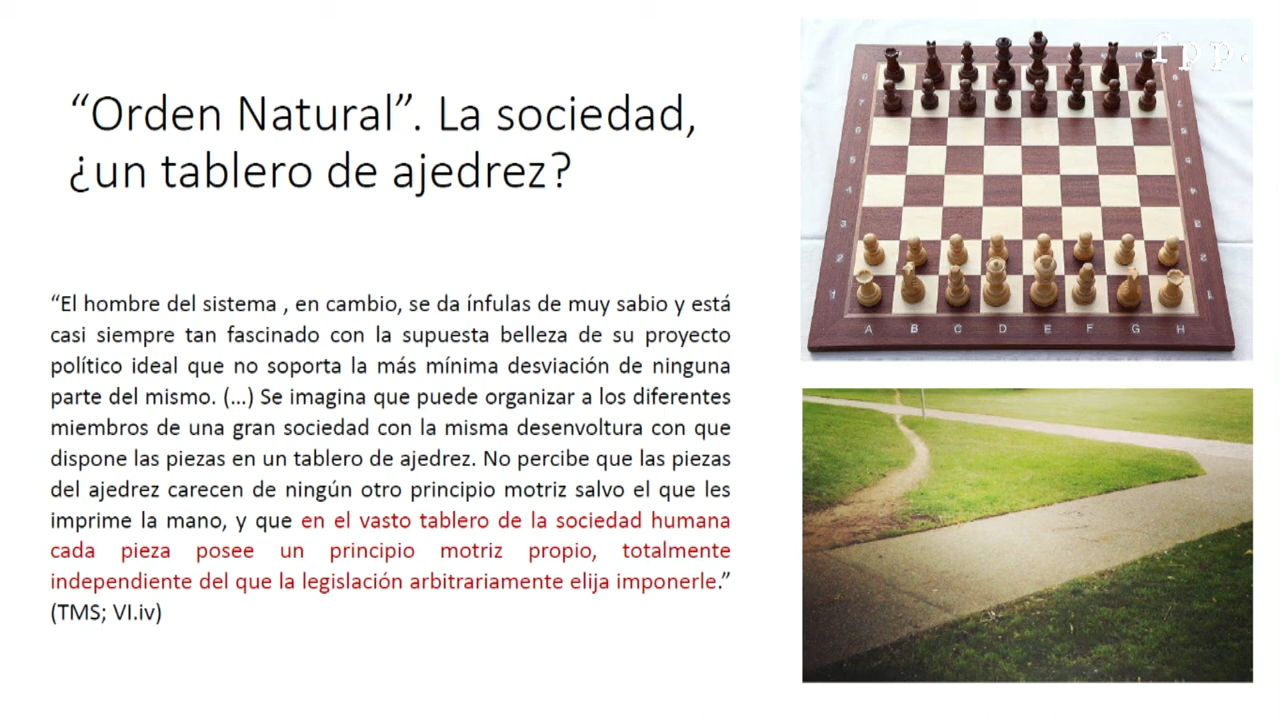 “Orden Natural”. La sociedad,
¿un tablero de ajedrez?
“El hombre del sistema , en cambio, se da ínfulas de muy sabio y está
casi siempre tan fascinado con la supuesta belleza de su proyecto
político ideal que no soporta la más mínima desviación de ninguna
parte del mismo. (…) Se imagina que puede organizar a los diferentes
miembros de una gran sociedad con la misma desenvoltura con que
dispone las piezas en un tablero de ajedrez. No percibe que las piezas
del ajedrez carecen de ningún otro principio motriz salvo el que les
imprime la mano, y que en el vasto tablero de la sociedad humana
cada pieza posee un principio motriz propio, totalmente
independiente del que la legislación arbitrariamente elija imponerle.”
(TMS; VI.iv)
fpp.
A B C D E F G H